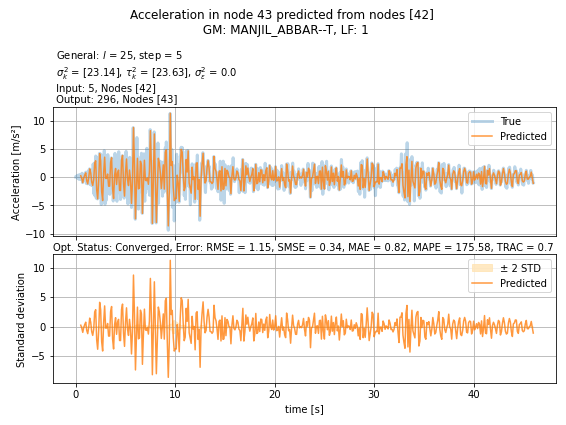 Acceleration in node 43 predicted from nodes [42]
GM: MANJIL_ABBAR--T, LF: 1
General: l = 25, step = 5
σ²ₖ = [23.14], τ²ₖ = [23.63], σ²ε = 0.0
Input: 5, Nodes [42]
Output: 296, Nodes [43]
True
Predicted
Acceleration [m/s²]
10
5
0
−5
−10
Opt. Status: Converged, Error: RMSE = 1.15, SMSE = 0.34, MAE = 0.82, MAPE = 175.58, TRAC = 0.7
± 2 STD
Predicted
Standard deviation
10
5
0
−5
0 10 20 30 40
time [s]